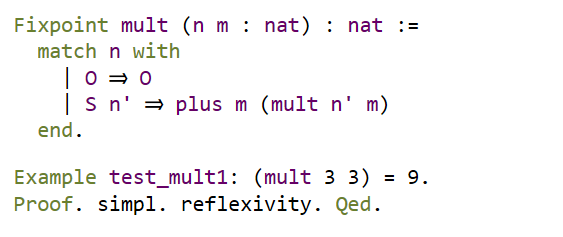 Fixpoint mult (n m : nat) : nat :=
  match n with
    | O ⇒ O
    | S n' ⇒ plus m (mult n' m)
  end.
Example test_mult1: (mult 3 3) = 9.
Proof. simpl. reflexivity. Qed.